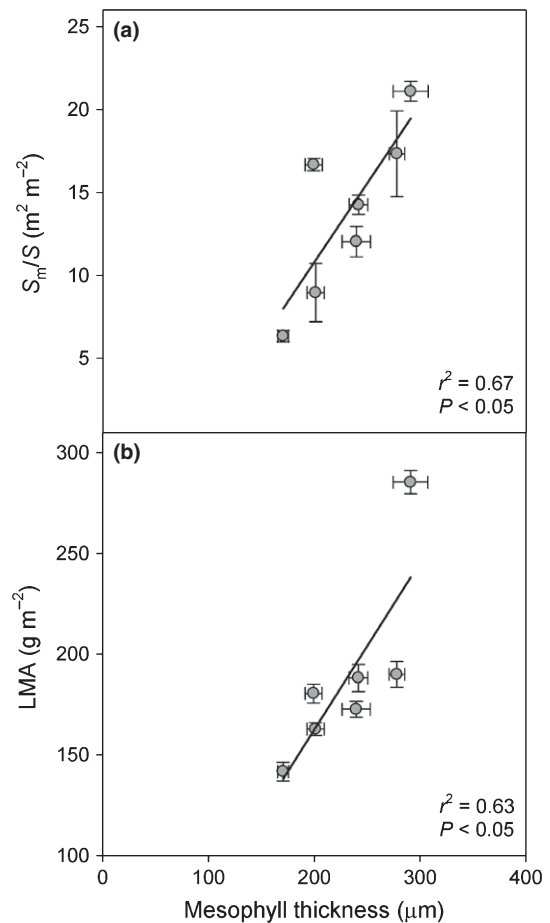 (a)
25
20
15
10
5
Sm/S (m² m⁻²)
r² = 0.67
P < 0.05
(b)
300
250
200
150
100
LMA (g m⁻²)
r² = 0.63
P < 0.05
0 100 200 300 400
Mesophyll thickness (μm)